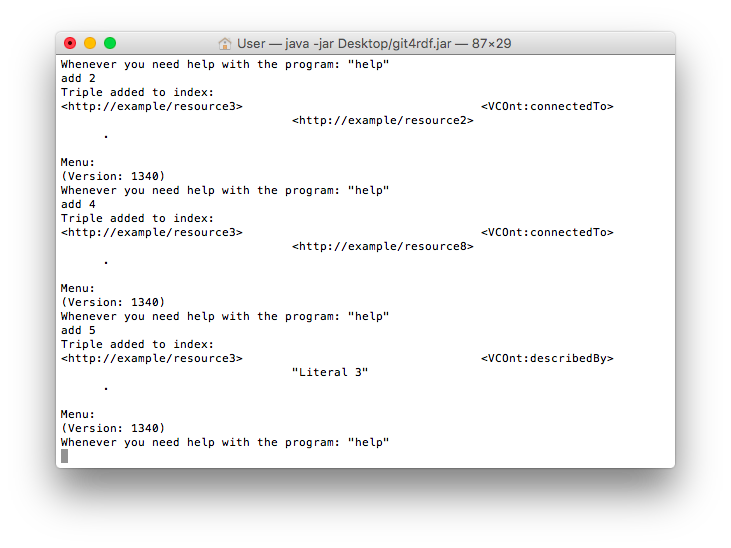 User — java -jar Desktop/git4rdf.jar — 87×29
Whenever you need help with the program: "help"
add 2
Triple added to index:
<http://example/resource3> <VCOnt:connectedTo>
<http://example/resource2>
.
Menu:
(Version: 1340)
Whenever you need help with the program: "help"
add 4
Triple added to index:
<http://example/resource3> <VCOnt:connectedTo>
<http://example/resource8>
.
Menu:
(Version: 1340)
Whenever you need help with the program: "help"
add 5
Triple added to index:
<http://example/resource3> <VCOnt:describedBy>
"Literal 3"
.
Menu:
(Version: 1340)
Whenever you need help with the program: "help"